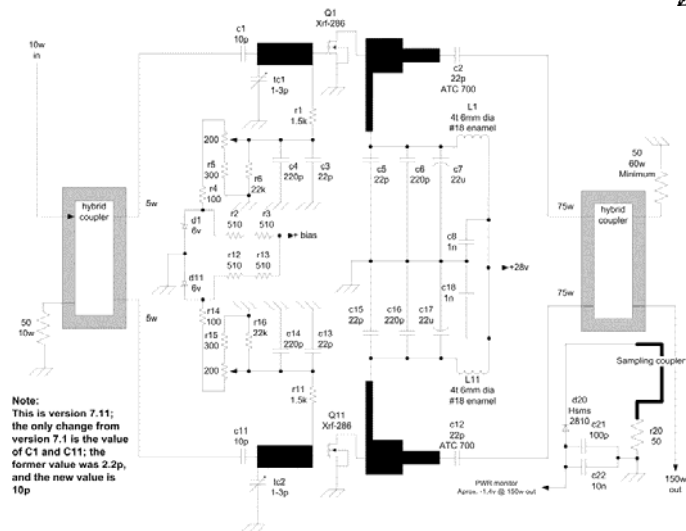 Q1
Xrf-286
c1
10p
10w
in
tc1
1-3p
c2
22p
ATC 700
r1
1.5k
L1
4t 6mm dia
#18 enamel
200
r5
300
r4
100
r6
22k
c4
220p
c3
22p
c5
22p
c6
220p
c7
22u
50
60w
Minimum
hybrid
coupler
5w
d1
6v
r2
510
r3
510
+ bias
r12
510
r13
510
c8
1n
+28v
75w
hybrid
coupler
d11
6v
c18
1n
75w
5w
50
10w
r14
100
r15
300
200
r16
22k
c14
220p
c13
22p
c15
22p
c16
220p
c17
22u
r11
1.5k
L11
4t 6mm dia
#18 enamel
Sampling coupler
Note:
This is version 7.11;
the only change from
version 7.1 is the value
of C1 and C11; the
former value was 2.2p,
and the new value is
10p
c11
10p
Q11
Xrf-286
c12
22p
ATC 700
tc2
1-3p
d20
Hsms
2810
c21
100p
r20
50
c22
10n
PWR monitor
Aprox. -1.4v @ 150w out
150w
out